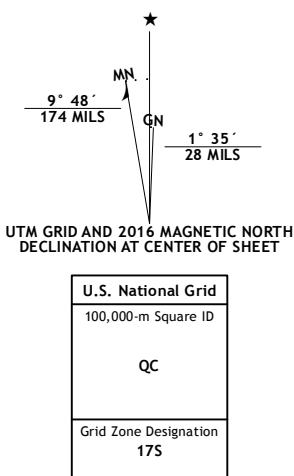 MN
9° 48´
174 MILS
GN
1° 35´
28 MILS
UTM GRID AND 2016 MAGNETIC NORTH
DECLINATION AT CENTER OF SHEET
U.S. National Grid
100,000-m Square ID
QC
Grid Zone Designation
17S